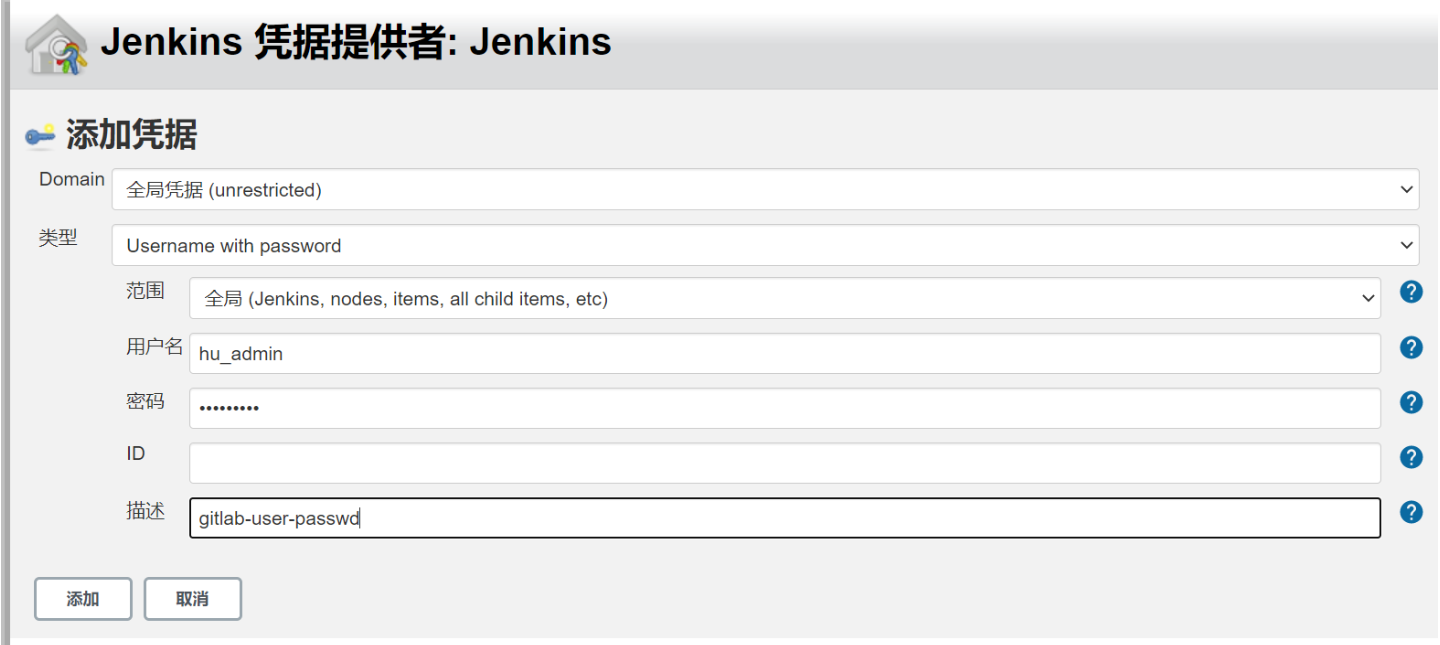 Jenkins 凭据提供者: Jenkins
添加凭据
Domain 全局凭据 (unrestricted)
类型 Username with password
范围 全局 (Jenkins, nodes, items, all child items, etc)
用户名 hu_admin
密码 •••••••••
ID
描述 gitlab-user-passwd
添加 取消